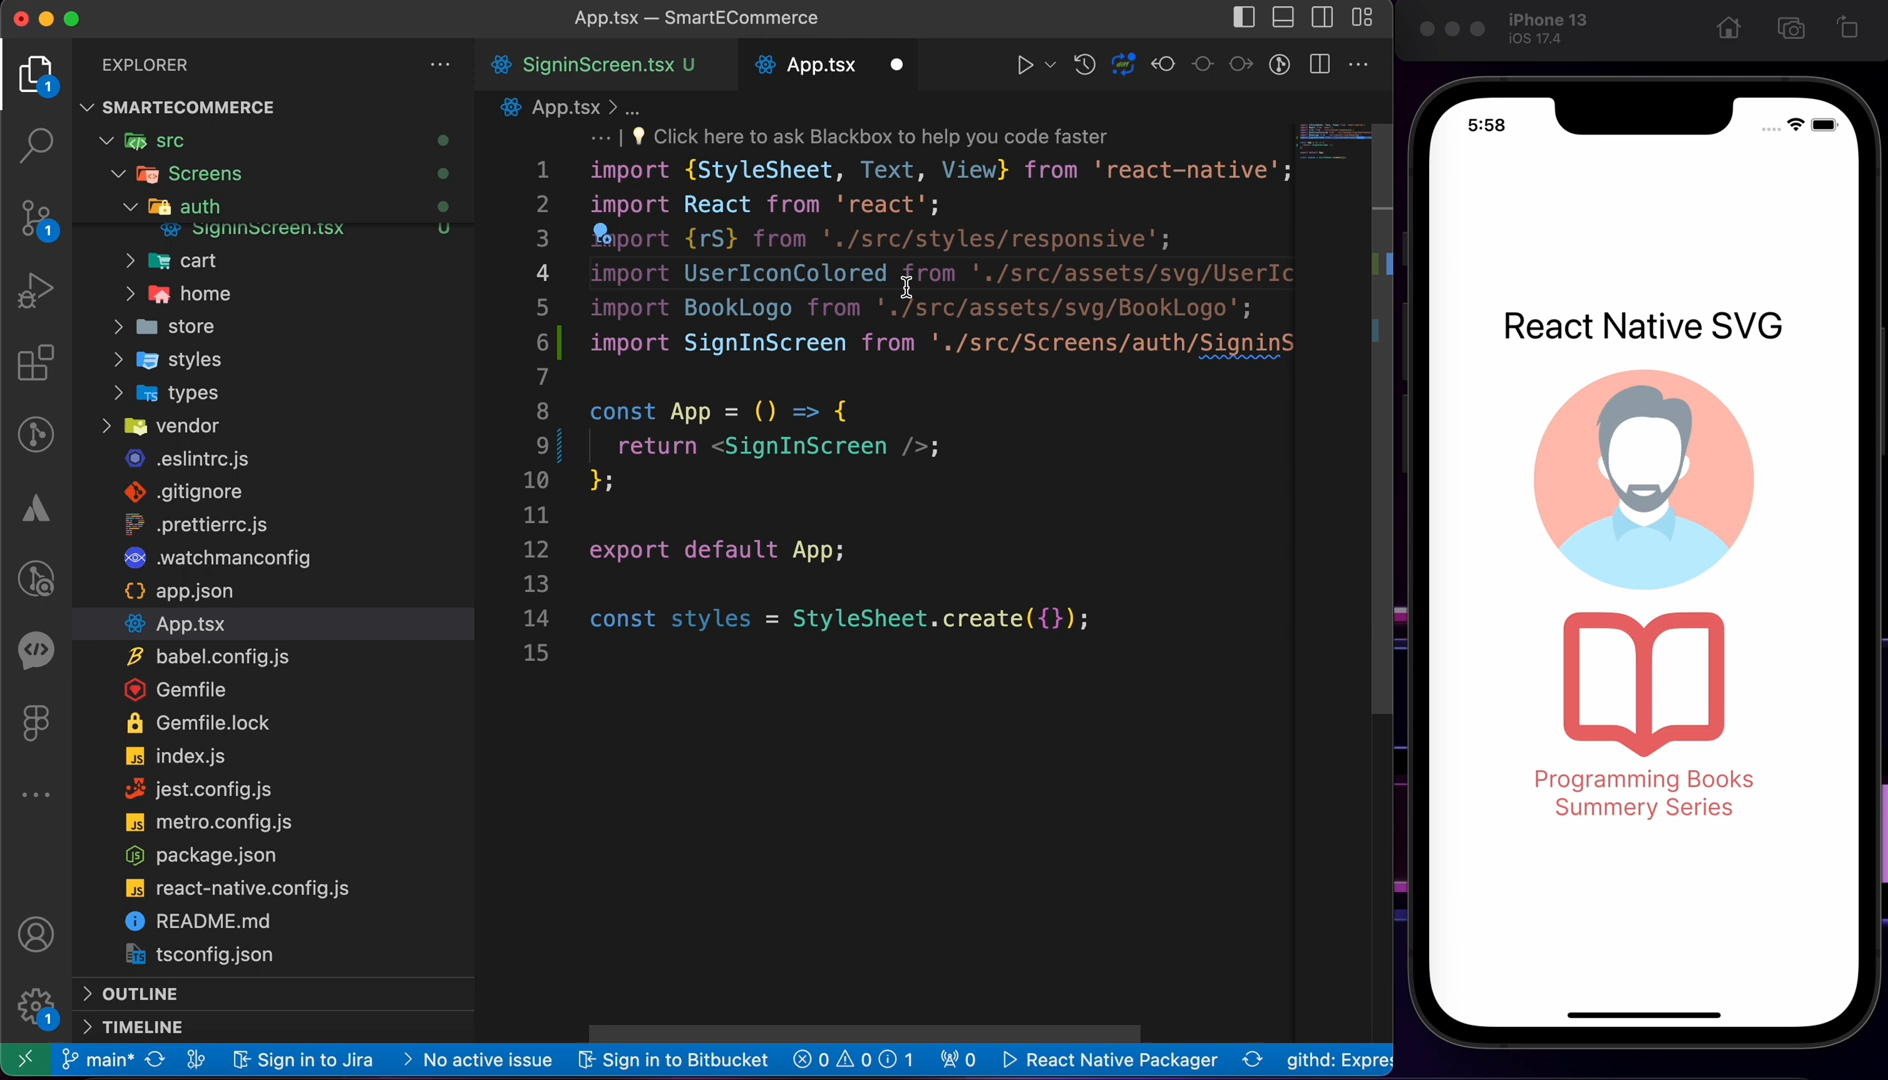 App.tsx — SmartECommerce
EXPLORER
SMARTECOMMERCE
src
Screens
auth
SigninScreen.tsx U
cart
home
store
styles
types
vendor
.eslintrc.js
.gitignore
.prettierrc.js
.watchmanconfig
app.json
App.tsx
babel.config.js
Gemfile
Gemfile.lock
index.js
jest.config.js
metro.config.js
package.json
react-native.config.js
README.md
tsconfig.json
OUTLINE
TIMELINE
1
1
1
SigninScreen.tsx U
App.tsx
App.tsx > ...
··· | Click here to ask Blackbox to help you code faster
1 import {StyleSheet, Text, View} from 'react-native';
2 import React from 'react';
3 import {rS} from './src/styles/responsive';
4 import UserIconColored from './src/assets/svg/UserIc
5 import BookLogo from './src/assets/svg/BookLogo';
6 import SignInScreen from './src/Screens/auth/SigninS
7
8 const App = () => {
9 return <SignInScreen />;
10 };
11
12 export default App;
13
14 const styles = StyleSheet.create({});
15
main* Sign in to Jira > No active issue Sign in to Bitbucket 0 0 1 0 React Native Packager githd: Expres
iPhone 13
iOS 17.4
5:58
React Native SVG
Programming Books
Summery Series